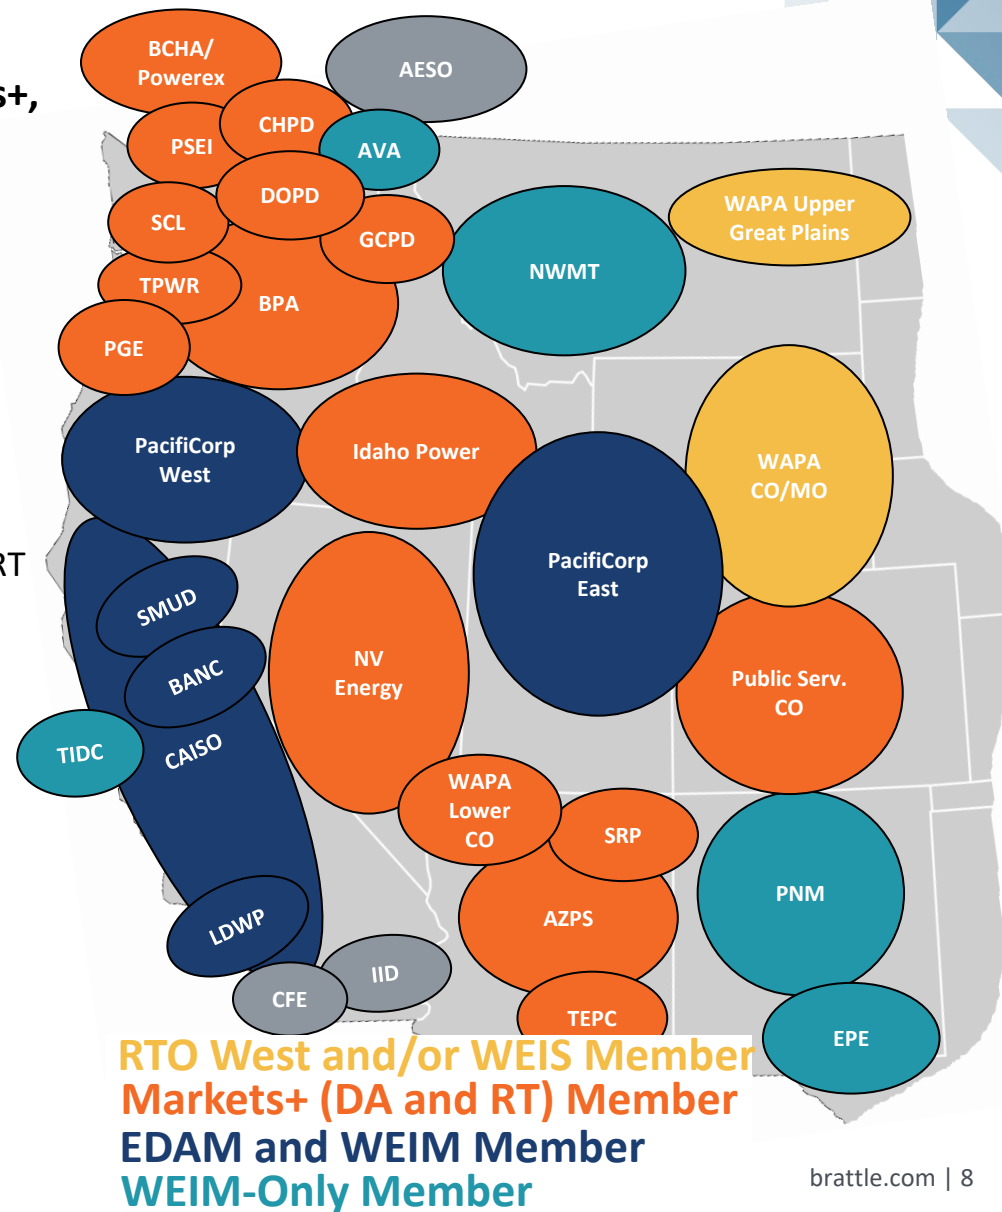 s+,
RT
BCHA/
Powerex
AESO
CHPD
PSEI
AVA
DOPD
SCL
GCPD
WAPA Upper
Great Plains
TPWR
BPA
NWMT
PGE
PacifiCorp
West
Idaho Power
WAPA
CO/MO
PacifiCorp
East
SMUD
BANC
NV
Energy
Public Serv.
CO
TIDC
CAISO
WAPA
Lower
CO
SRP
PNM
LDWP
AZPS
IID
CFE
TEPC
EPE
RTO West and/or WEIS Member
Markets+ (DA and RT) Member
EDAM and WEIM Member
WEIM-Only Member
brattle.com | 8